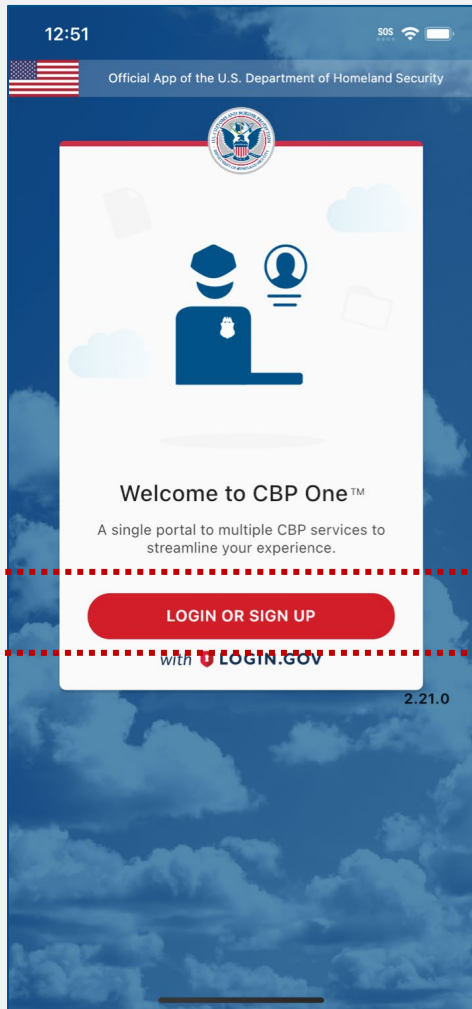 12:51
SOS
Official App of the U.S. Department of Homeland Security
Welcome to CBP One™
A single portal to multiple CBP services to
streamline your experience.
LOGIN OR SIGN UP
with LOGIN.GOV
2.21.0